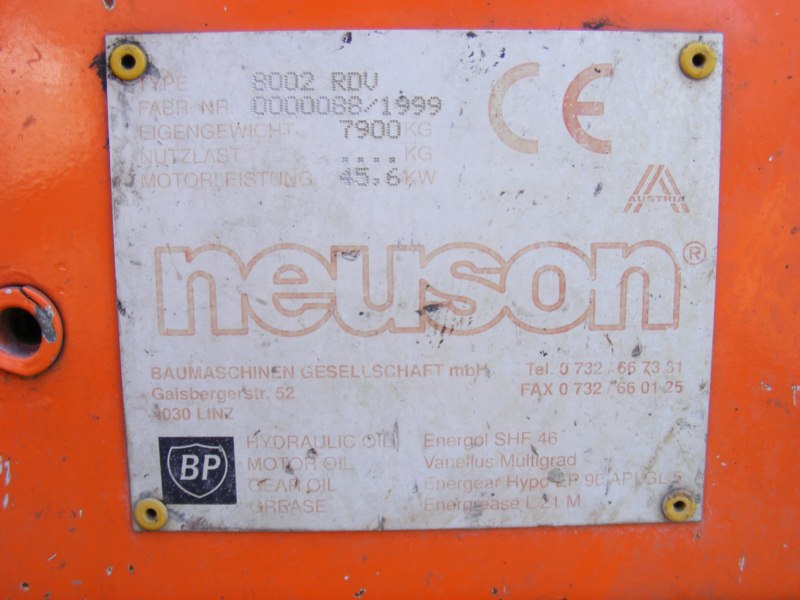 TYPE 8002 RDV
FABR. NR. 0000088/1999
EIGENGEWICHT 7900 KG
NUTZLAST .... KG
MOTORLEISTUNG 45,6 KW
CE
AUSTRIA
neuson®
BAUMASCHINEN GESELLSCHAFT mbH
Gaisbergerstr. 52
4030 LINZ
Tel. 0 732 / 66 73 31
FAX 0 732 / 66 01 25
BP
HYDRAULIC OIL Energol SHF 46
MOTOR OIL Vanellus Multigrad
GEAR OIL Energear Hypo EP 90 API GL 5
GREASE Energrease L 21 M